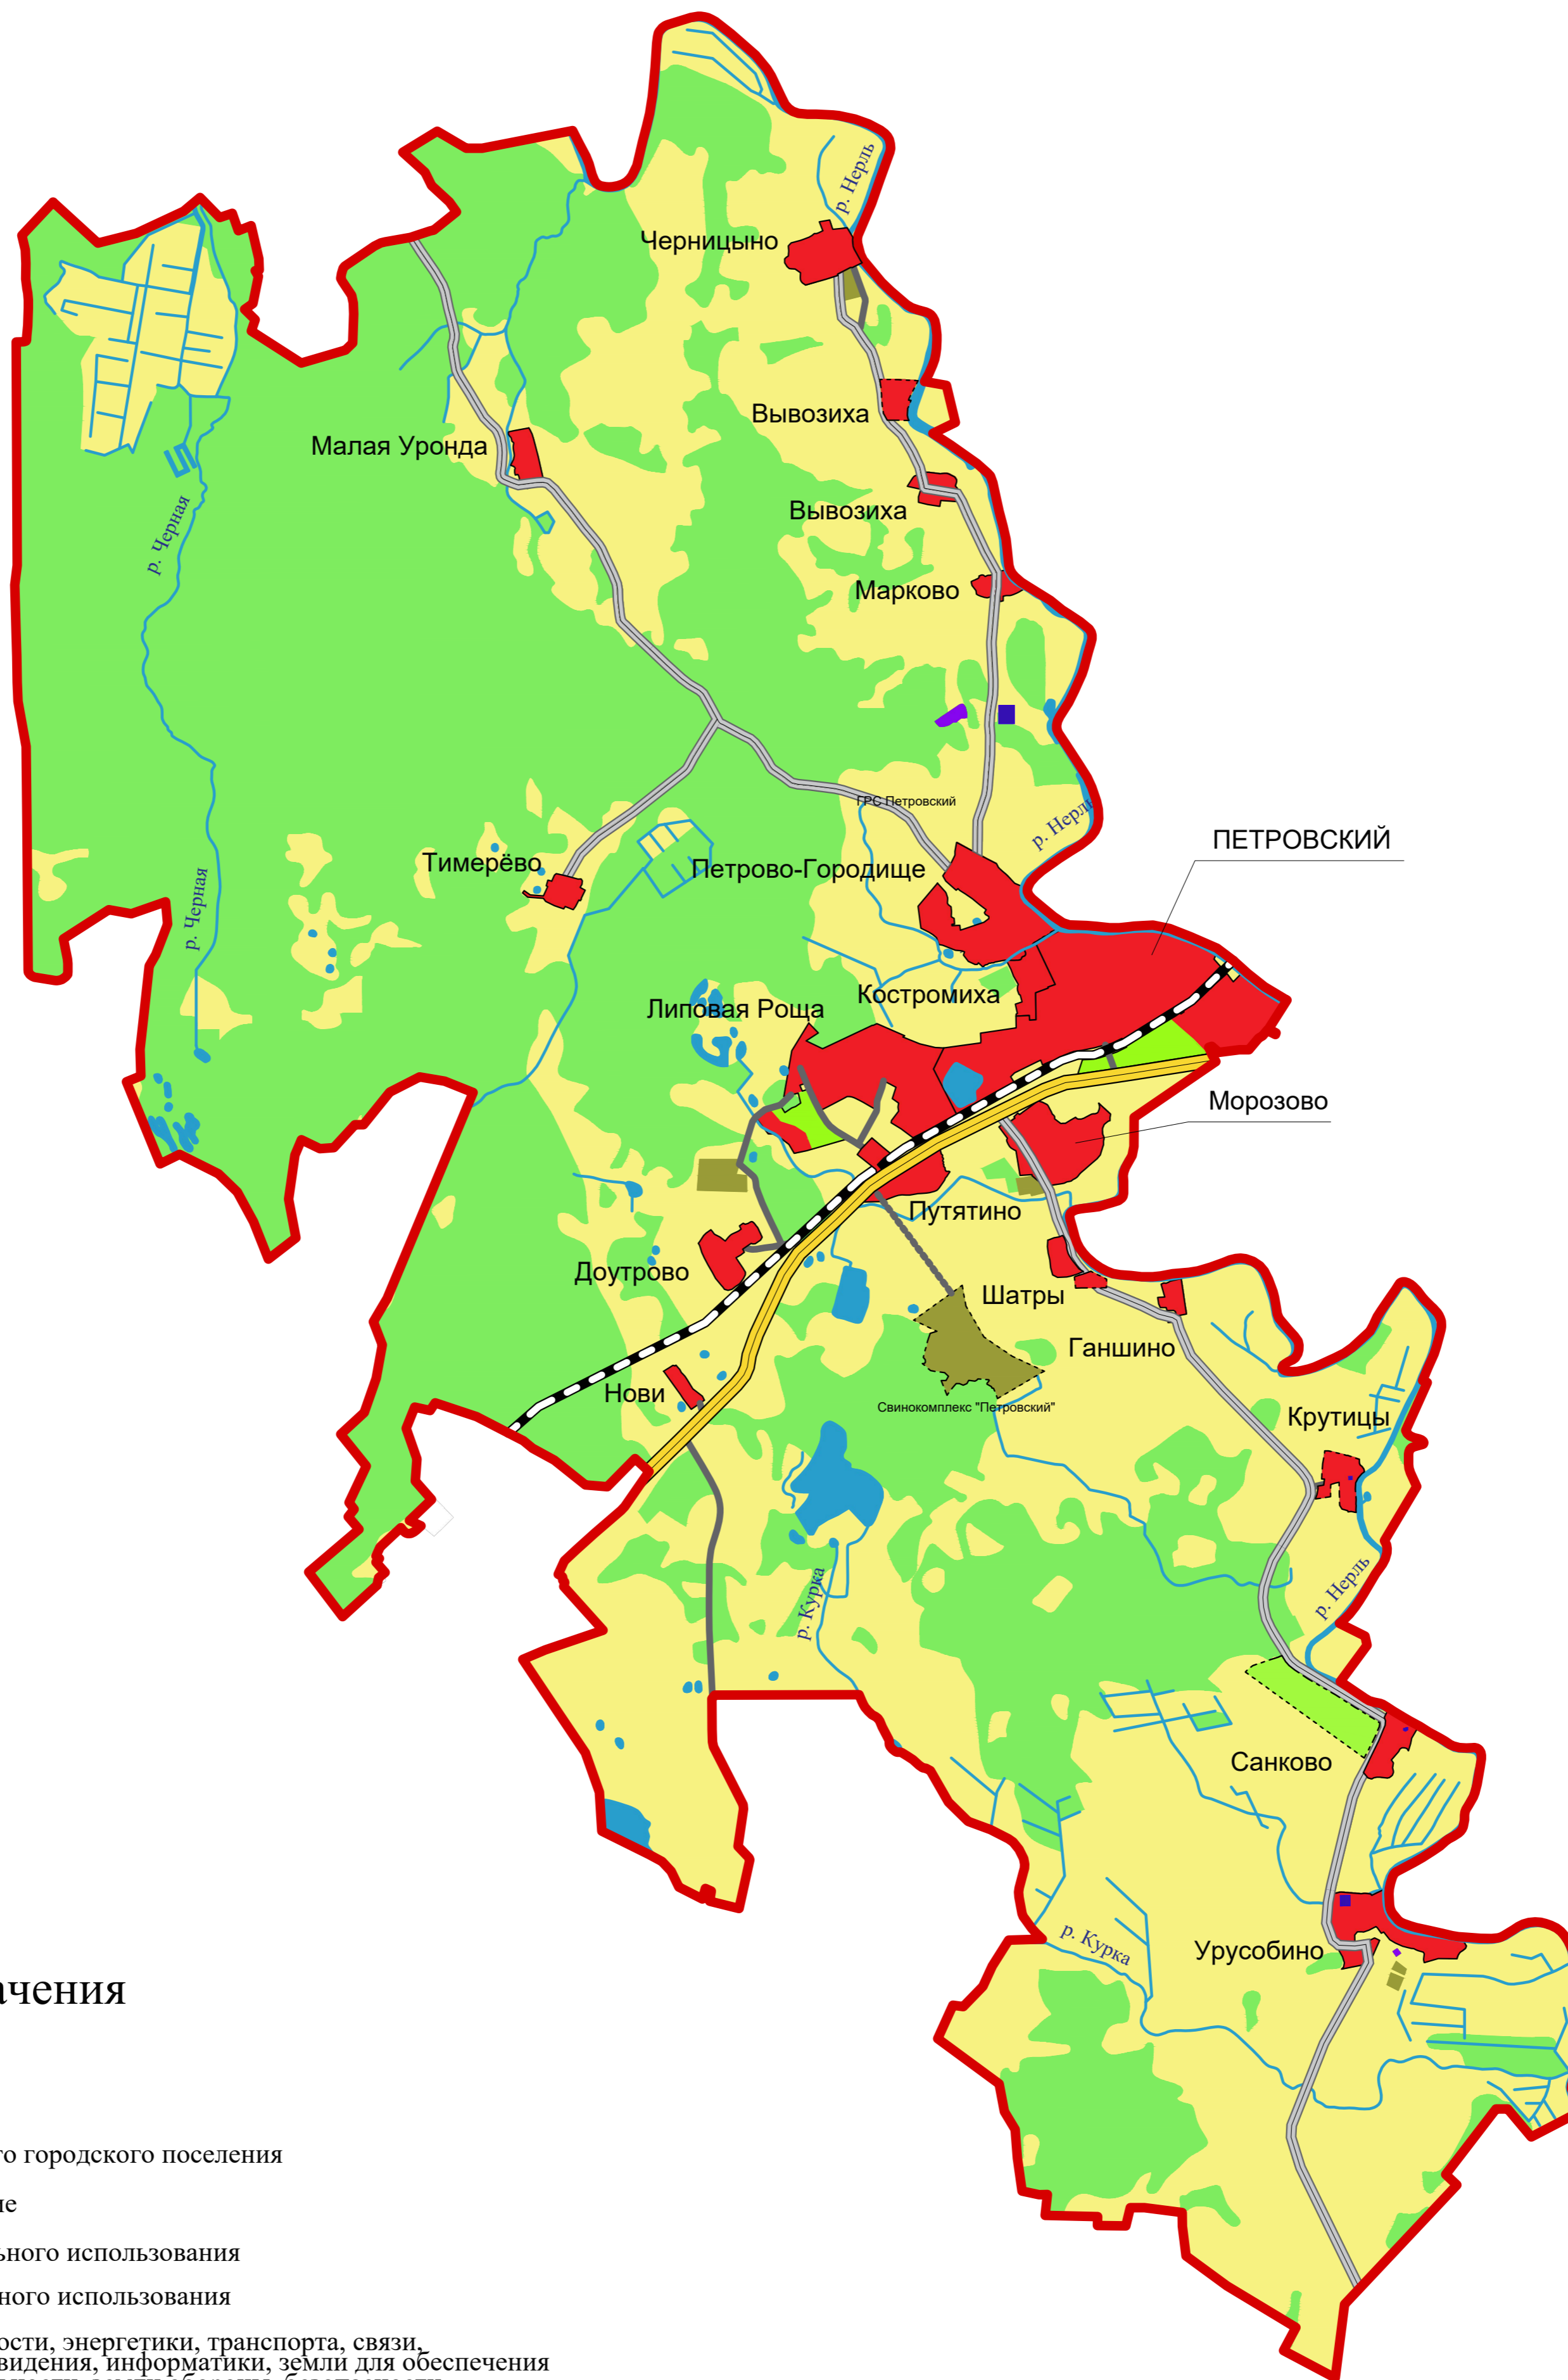 р. Нерль
Черницыно
Вывозиха
Малая Уронда
Вывозиха
р. Черная
Марково
ГРС Петровский
р. Нерль
ПЕТРОВСКИЙ
Тимерёво
Петрово-Городище
р. Черная
Костромиха
Липовая Роща
Морозово
Путятино
Доутрово
Шатры
Ганшино
Нови
Свинокомплекс "Петровский"
Крутицы
р. Нерль
р. Курка
Санково
р. Курка
Урусобино
ачения
го городского поселения
ие
ьного использования
ного использования
ости, энергетики, транспорта, связи,
видения, информатики, земли для обеспечения